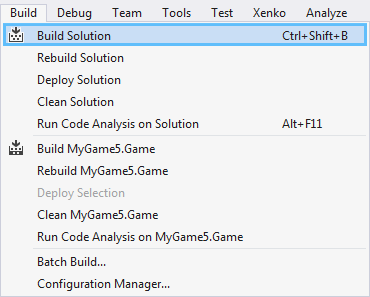 Build Debug Team Tools Test Xenko Analyze
Build Solution Ctrl+Shift+B
Rebuild Solution
Deploy Solution
Clean Solution
Run Code Analysis on Solution Alt+F11
Build MyGame5.Game
Rebuild MyGame5.Game
Deploy Selection
Clean MyGame5.Game
Run Code Analysis on MyGame5.Game
Batch Build...
Configuration Manager...